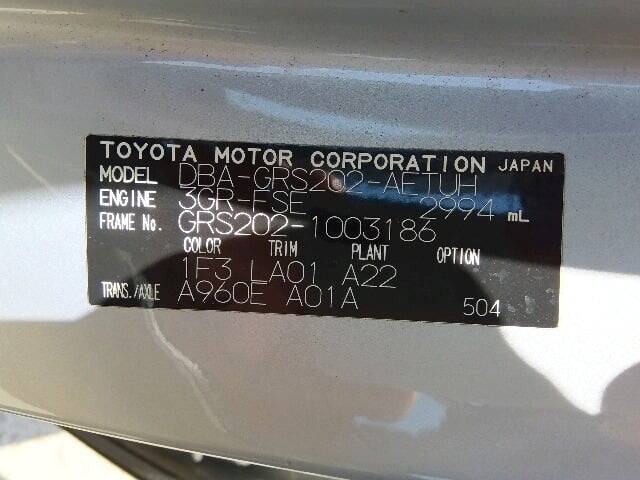 TOYOTA MOTOR CORPORATION JAPAN
MODEL DBA-GRS202-AETUH
ENGINE 3GR-FSE 2994 mL
FRAME No. GRS202-1003186
COLOR TRIM PLANT OPTION
1F3 LA01 A22
TRANS./AXLE A960E A01A 504